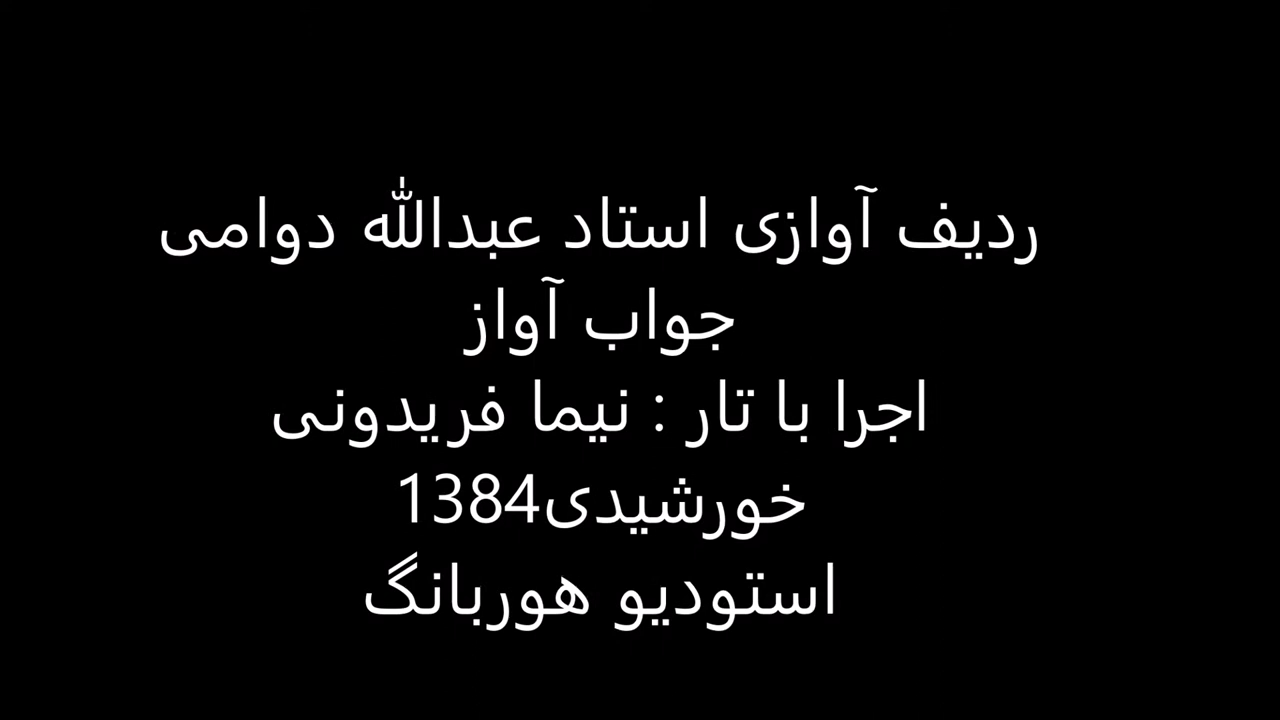 ردیف آوازی استاد عبدالله دوامی
جواب آواز
اجرا با تار : نیما فریدونی
خورشیدی1384
استودیو هوربانگ